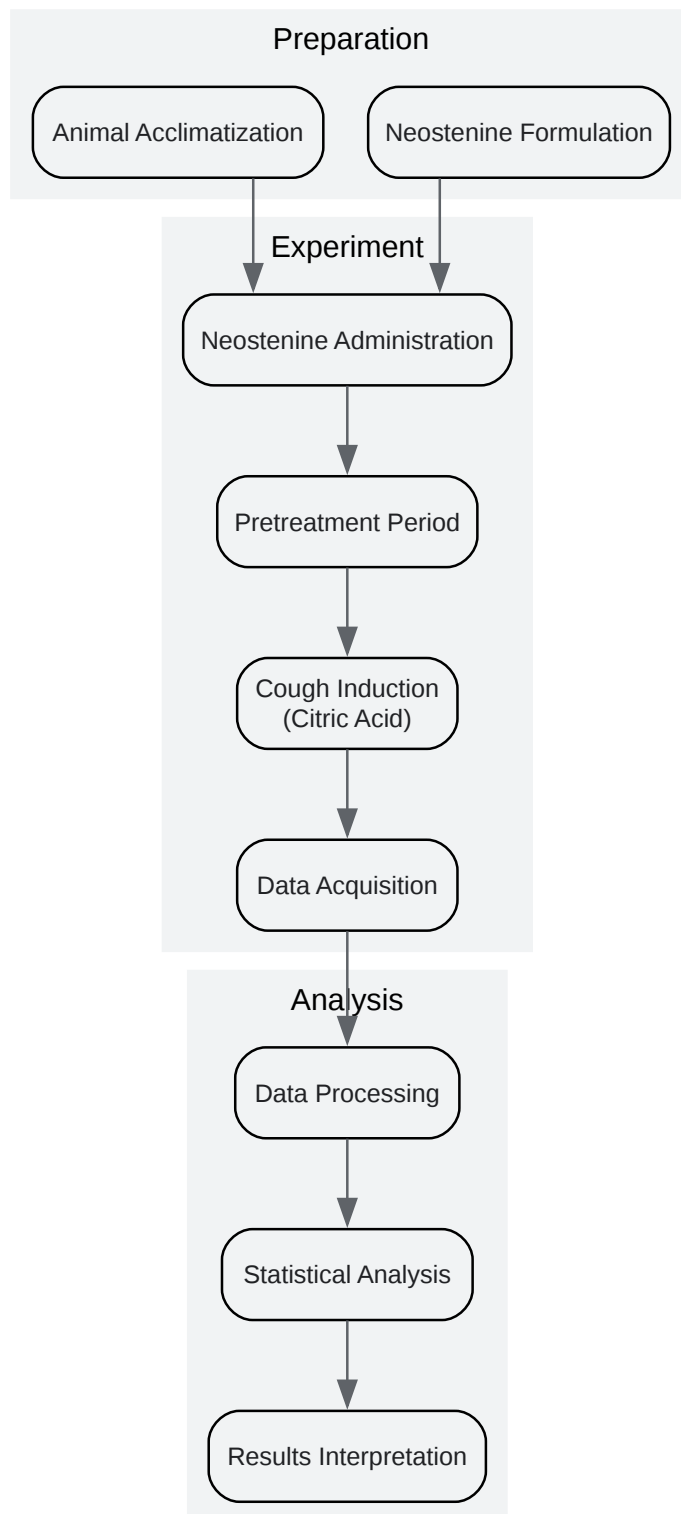 Preparation
Animal Acclimatization
Neostenine Formulation
Experiment
Neostenine Administration
Pretreatment Period
Cough Induction
(Citric Acid)
Data Acquisition
Analysis
Data Processing
Statistical Analysis
Results Interpretation